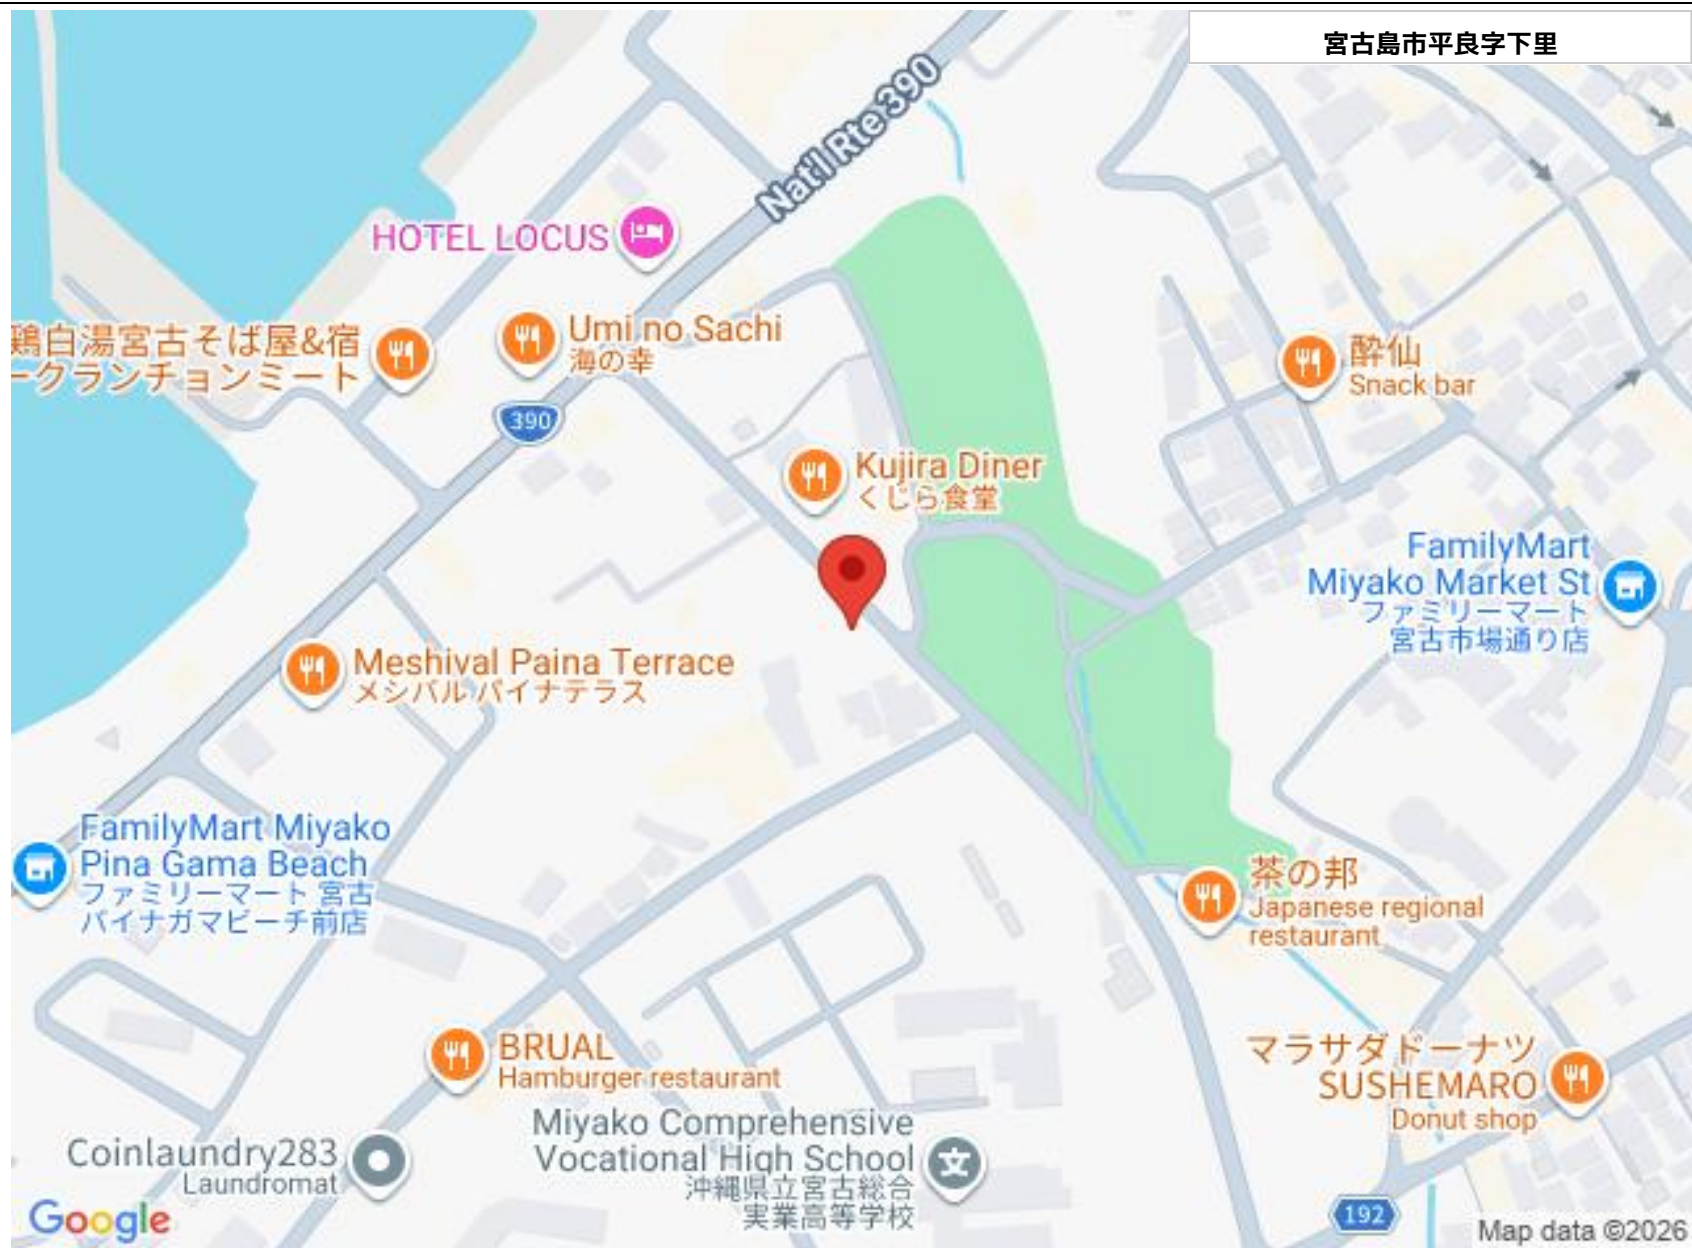 宮古島市平良字下里
Nat'l Rte 390
HOTEL LOCUS
鶏白湯宮古そば屋&宿
ークランチョンミート
Umi no Sachi
海の幸
390
酔仙
Snack bar
Kujira Diner
くじら食堂
FamilyMart
Miyako Market St
ファミリーマート
宮古市場通り店
Meshival Paina Terrace
メシバル パイナテラス
FamilyMart Miyako
Pina Gama Beach
ファミリーマート 宮古
パイナガマビーチ前店
茶の邦
Japanese regional
restaurant
BRUAL
Hamburger restaurant
マラサダドーナツ
SUSHEMARO
Donut shop
Miyako Comprehensive
Vocational High School
沖縄県立宮古総合
実業高等学校
Coinlaundry283
Laundromat
192
Google
Map data ©2026